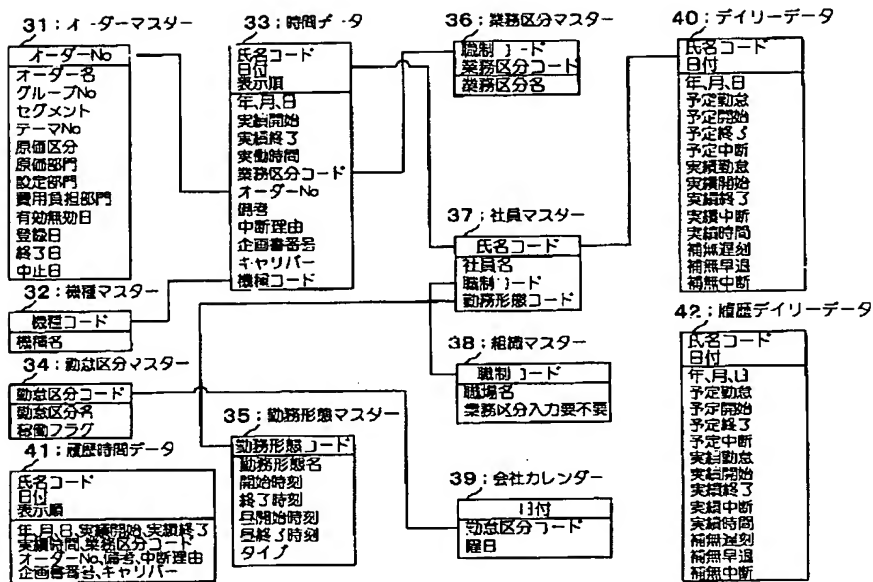 31：オーダーマスター
オーダーNo
オーダー名
グループNo
セグメント
テーマNo
原価区分
原価部門
設定部門
費用負担部門
有効無効日
登録日
終了日
中止日
32：機種マスター
機種コード
機種名
34：勤怠区分マスター
勤怠区分コード
勤怠区分名
稼働フラグ
41：履歴時間データ
氏名コード
日付
表示順
年、月、日、実績開始、実績終了
実績時間、業務区分コード
オーダーNo、備考、中断理由
企画書番号、キャリパー
33：時間データ
氏名コード
日付
表示順
年、月、日
実績開始
実績終了
実働時間
業務区分コード
オーダーNo
備考
中断理由
企画書番号
キャリパー
機種コード
35：勤務形態マスター
勤務形態コード
勤務形態名
開始時刻
終了時刻
昼開始時刻
昼終了時刻
タイプ
36：業務区分マスター
職制コード
業務区分コード
業務区分名
37：社員マスター
氏名コード
社員名
職制コード
勤務形態コード
38：組織マスター
職制コード
職場名
業務区分入力要不要
39：会社カレンダー
日付
勤怠区分コード
曜日
40：デイリーデータ
氏名コード
日付
年、月、日
予定勤怠
予定開始
予定終了
予定中断
実績勤怠
実績開始
実績終了
実績中断
実績時間
補無遅刻
補無早退
補無中断
42：履歴デイリーデータ
氏名コード
日付
年、月、日
予定勤怠
予定開始
予定終了
予定中断
実績勤怠
実績開始
実績終了
実績中断
実績時間
補無遅刻
補無早退
補無中断